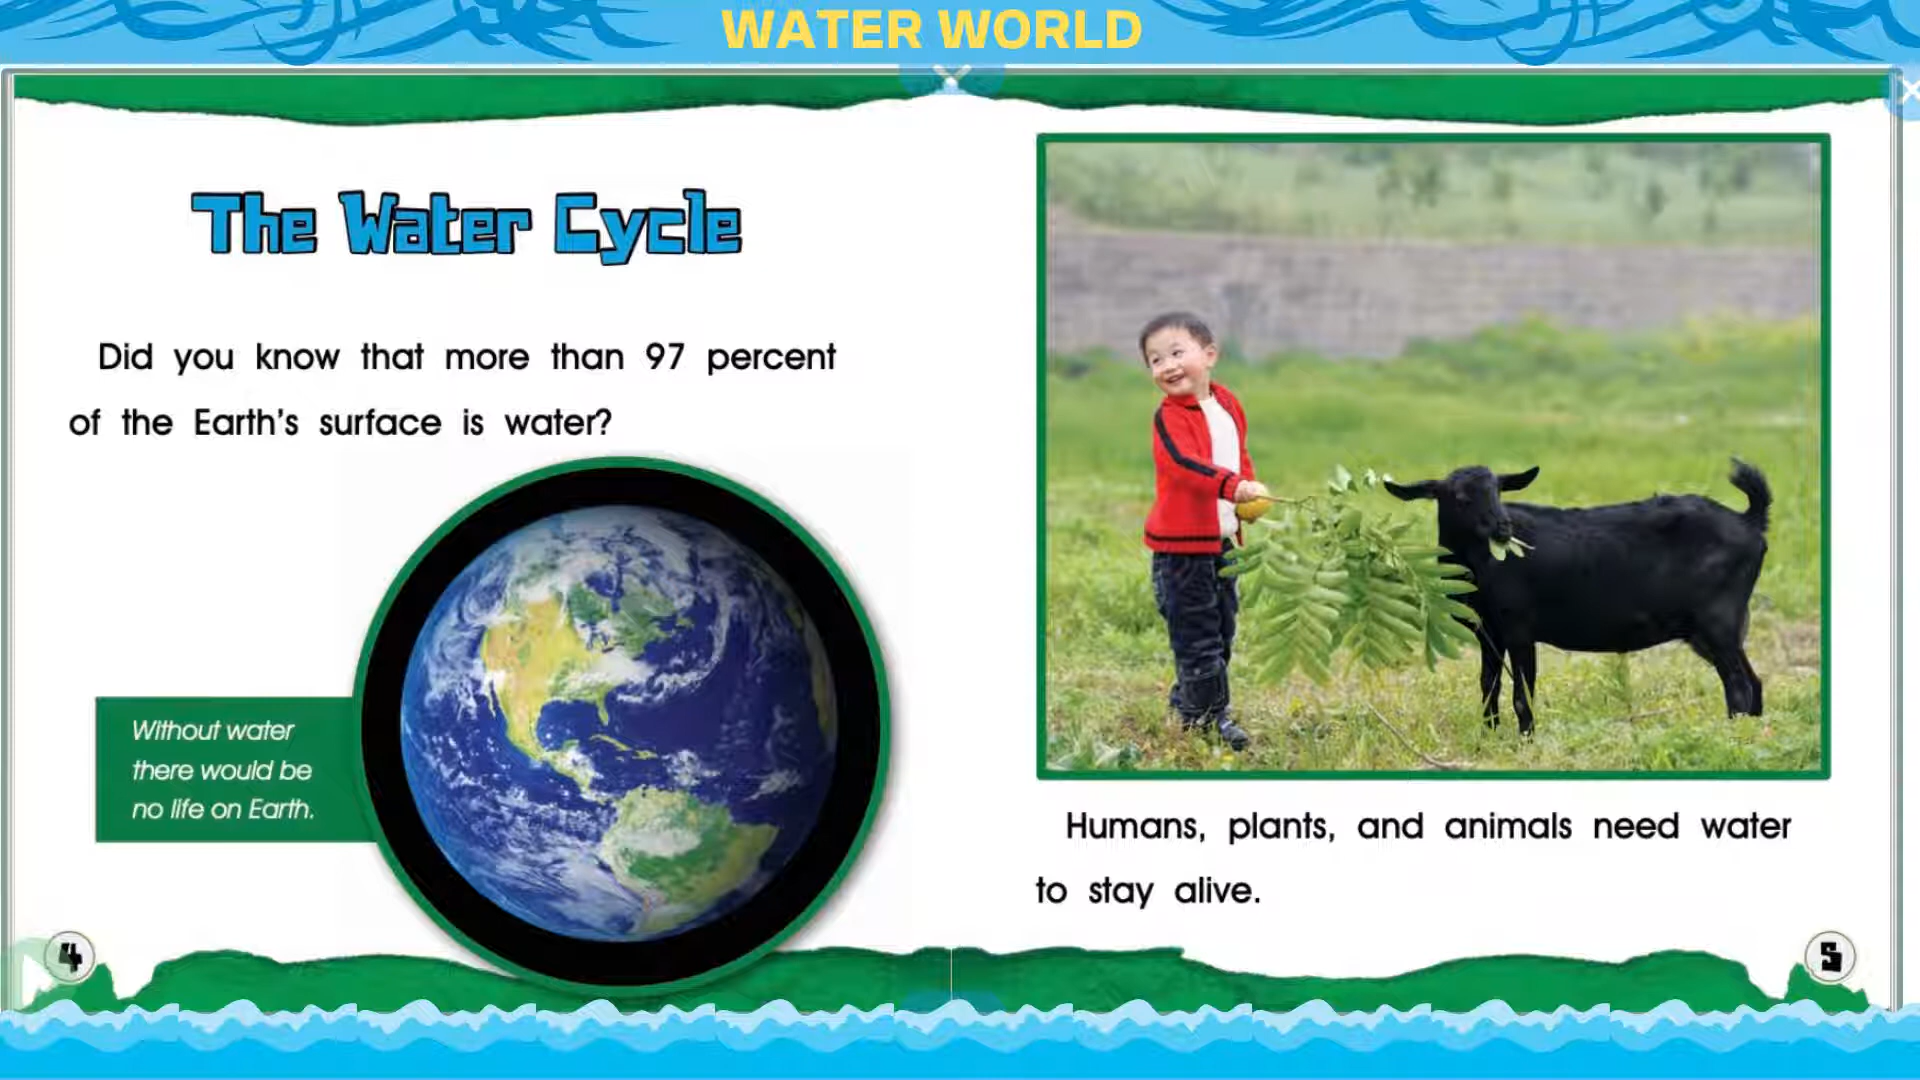 WATER WORLD
The Water Cycle
Did you know that more than 97 percent
of the Earth's surface is water?
Without water
there would be
no life on Earth.
4
Humans, plants, and animals need water
to stay alive.
5